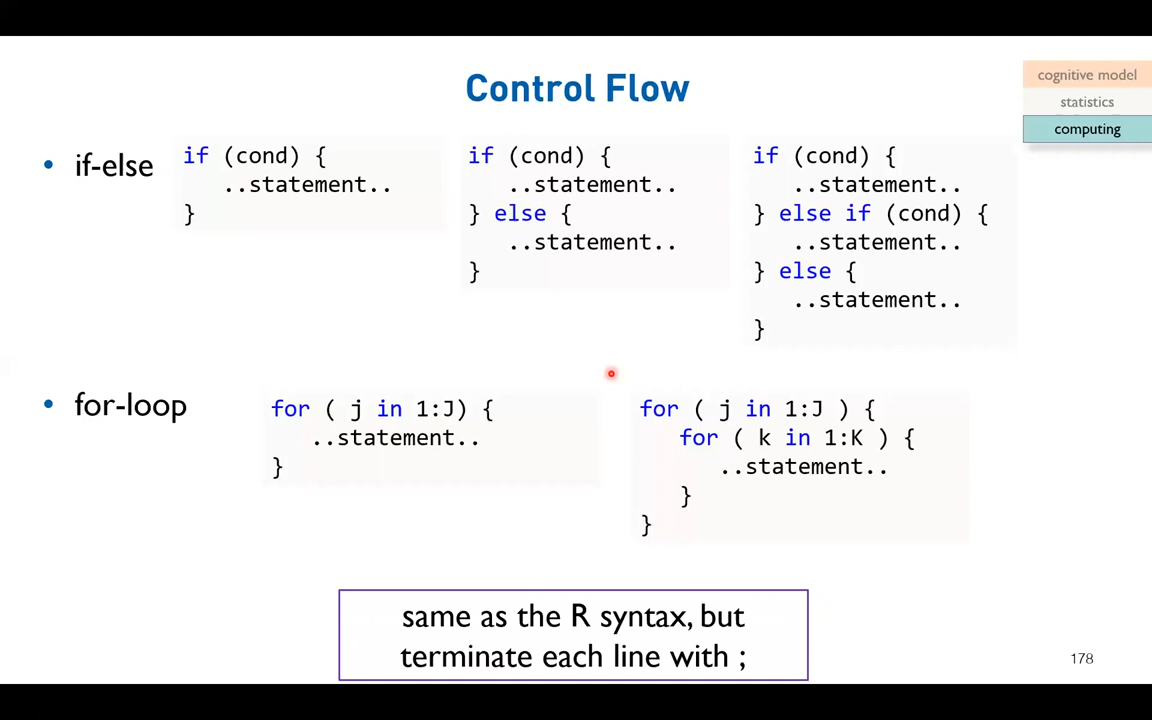 Control Flow
cognitive model
statistics
computing
• if-else
if (cond) {
..statement..
}
if (cond) {
..statement..
} else {
..statement..
}
if (cond) {
..statement..
} else if (cond) {
..statement..
} else {
..statement..
}
• for-loop
for ( j in 1:J) {
..statement..
}
for ( j in 1:J ) {
for ( k in 1:K ) {
..statement..
}
}
same as the R syntax, but
terminate each line with ;
178